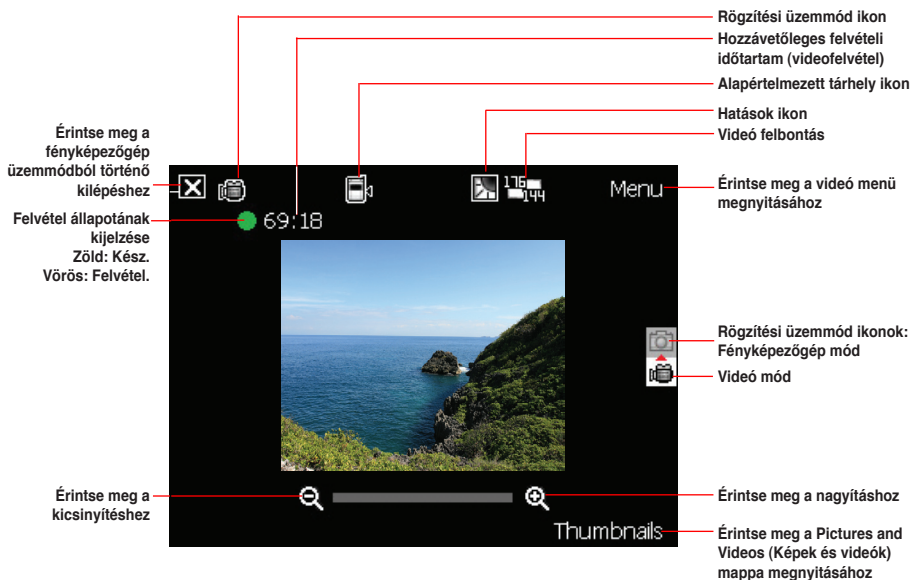 Rögzítési üzemmód ikon
Hozzávetőleges felvételi
időtartam (videofelvétel)
Alapértelmezett tárhely ikon
Hatások ikon
Videó felbontás
Érintse meg a
fényképezőgép
üzemmódból történő
kilépéshez
176
144
Menu
Érintse meg a videó menü
megnyitásához
Felvétel állapotának
kijelzése
Zöld: Kész.
Vörös: Felvétel.
69:18
Rögzítési üzemmód ikonok:
Fényképezőgép mód
Videó mód
Érintse meg a
kicsinyítéshez
Érintse meg a nagyításhoz
Thumbnails
Érintse meg a Pictures and
Videos (Képek és videók)
mappa megnyitásához